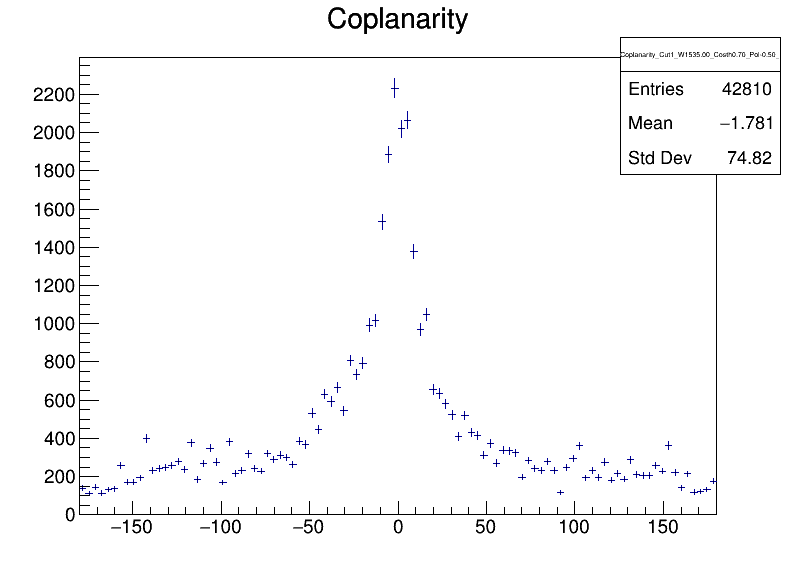 Coplanarity
Coplanarity_Cut1_W1535.00_Costh0.70_Pol-0.50_
Entries 42810
Mean −1.781
Std Dev 74.82
2200
2000
1800
1600
1400
1200
1000
800
600
400
200
0
−150 −100 −50 0 50 100 150